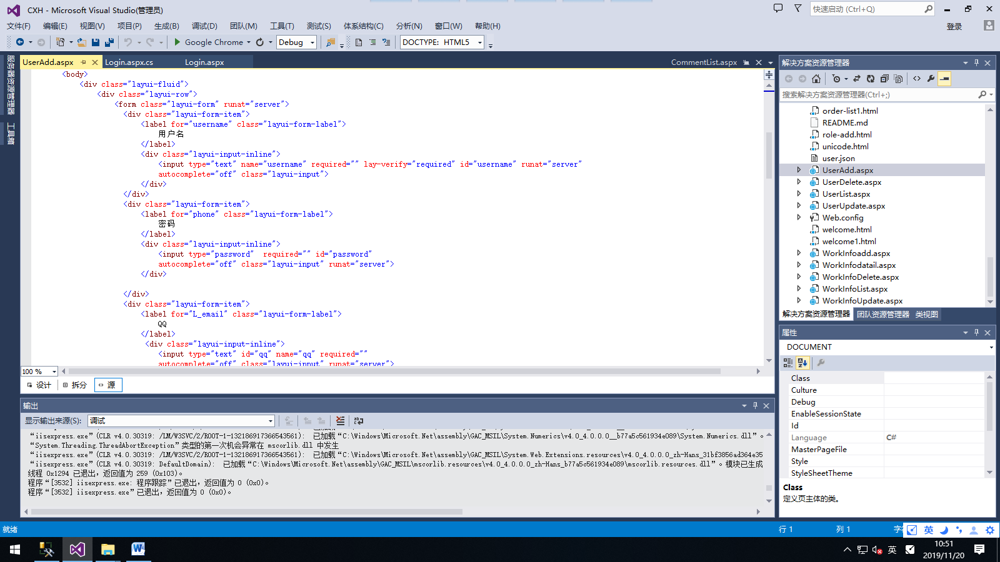 CXH - Microsoft Visual Studio(管理员)
快速启动 (Ctrl+Q)
文件(F) 编辑(E) 视图(V) 项目(P) 生成(B) 调试(D) 团队(M) 工具(T) 测试(S) 体系结构(C) 分析(N) 窗口(W) 帮助(H)
登录
Google Chrome
Debug
DOCTYPE: HTML5
服务器资源管理器
工具箱
UserAdd.aspx
Login.aspx.cs
Login.aspx
CommentList.aspx
<body>
<div class="layui-fluid">
<div class="layui-row">
<form class="layui-form" runat="server">
<div class="layui-form-item">
<label for="username" class="layui-form-label">
用户名
</label>
<div class="layui-input-inline">
<input type="text" name="username" required="" lay-verify="required" id="username" runat="server"
autocomplete="off" class="layui-input">
</div>
</div>
<div class="layui-form-item">
<label for="phone" class="layui-form-label">
密码
</label>
<div class="layui-input-inline">
<input type="password"  required="" id="password"
autocomplete="off" class="layui-input" runat="server">
</div>
</div>
<div class="layui-form-item">
<label for="L_email" class="layui-form-label">
QQ
</label>
<div class="layui-input-inline">
<input type="text" id="qq" name="qq" required=""
autocomplete="off" class="layui-input" runat="server">
100 %
设计 拆分 源
输出
显示输出来源(S): 调试
“iisexpress.exe”(CLR v4.0.30319: /LM/W3SVC/2/ROOT-1-132186917366543561): 已加载“C:\Windows\Microsoft.Net\assembly\GAC_MSIL\System.Numerics\v4.0_4.0.0.0__b77a5c561934e089\System.Numerics.dll”。
“System.Threading.ThreadAbortException”类型的第一次机会异常在 mscorlib.dll 中发生
“iisexpress.exe”(CLR v4.0.30319: /LM/W3SVC/2/ROOT-1-132186917366543561): 已加载“C:\Windows\Microsoft.Net\assembly\GAC_MSIL\System.Web.Extensions.resources\v4.0_4.0.0.0_zh-Hans_31bf3856ad364e35
“iisexpress.exe”(CLR v4.0.30319: DefaultDomain): 已加载“C:\Windows\Microsoft.Net\assembly\GAC_MSIL\mscorlib.resources\v4.0_4.0.0.0_zh-Hans_b77a5c561934e089\mscorlib.resources.dll”。模块已生成
线程 0x1294 已退出，返回值为 259 (0x103)。
程序“[3532] iisexpress.exe: 程序跟踪”已退出，返回值为 0 (0x0)。
程序“[3532] iisexpress.exe”已退出，返回值为 0 (0x0)。
解决方案资源管理器
搜索解决方案资源管理器(Ctrl+;)
order-list1.html
README.md
role-add.html
unicode.html
user.json
UserAdd.aspx
UserDelete.aspx
UserList.aspx
UserUpdate.aspx
Web.config
welcome.html
welcome1.html
WorkInfoadd.aspx
WorkInfodatail.aspx
WorkInfoDelete.aspx
WorkInfoList.aspx
WorkInfoUpdate.aspx
解决方案资源管理器 团队资源管理器 类视图
属性
DOCUMENT
Class
Culture
Debug
EnableSessionState
Id
Language C#
MasterPageFile
Style
StyleSheetTheme
Class
定义页主体的类。
就绪
行 1
列 1
英
英
10:51
2019/11/20